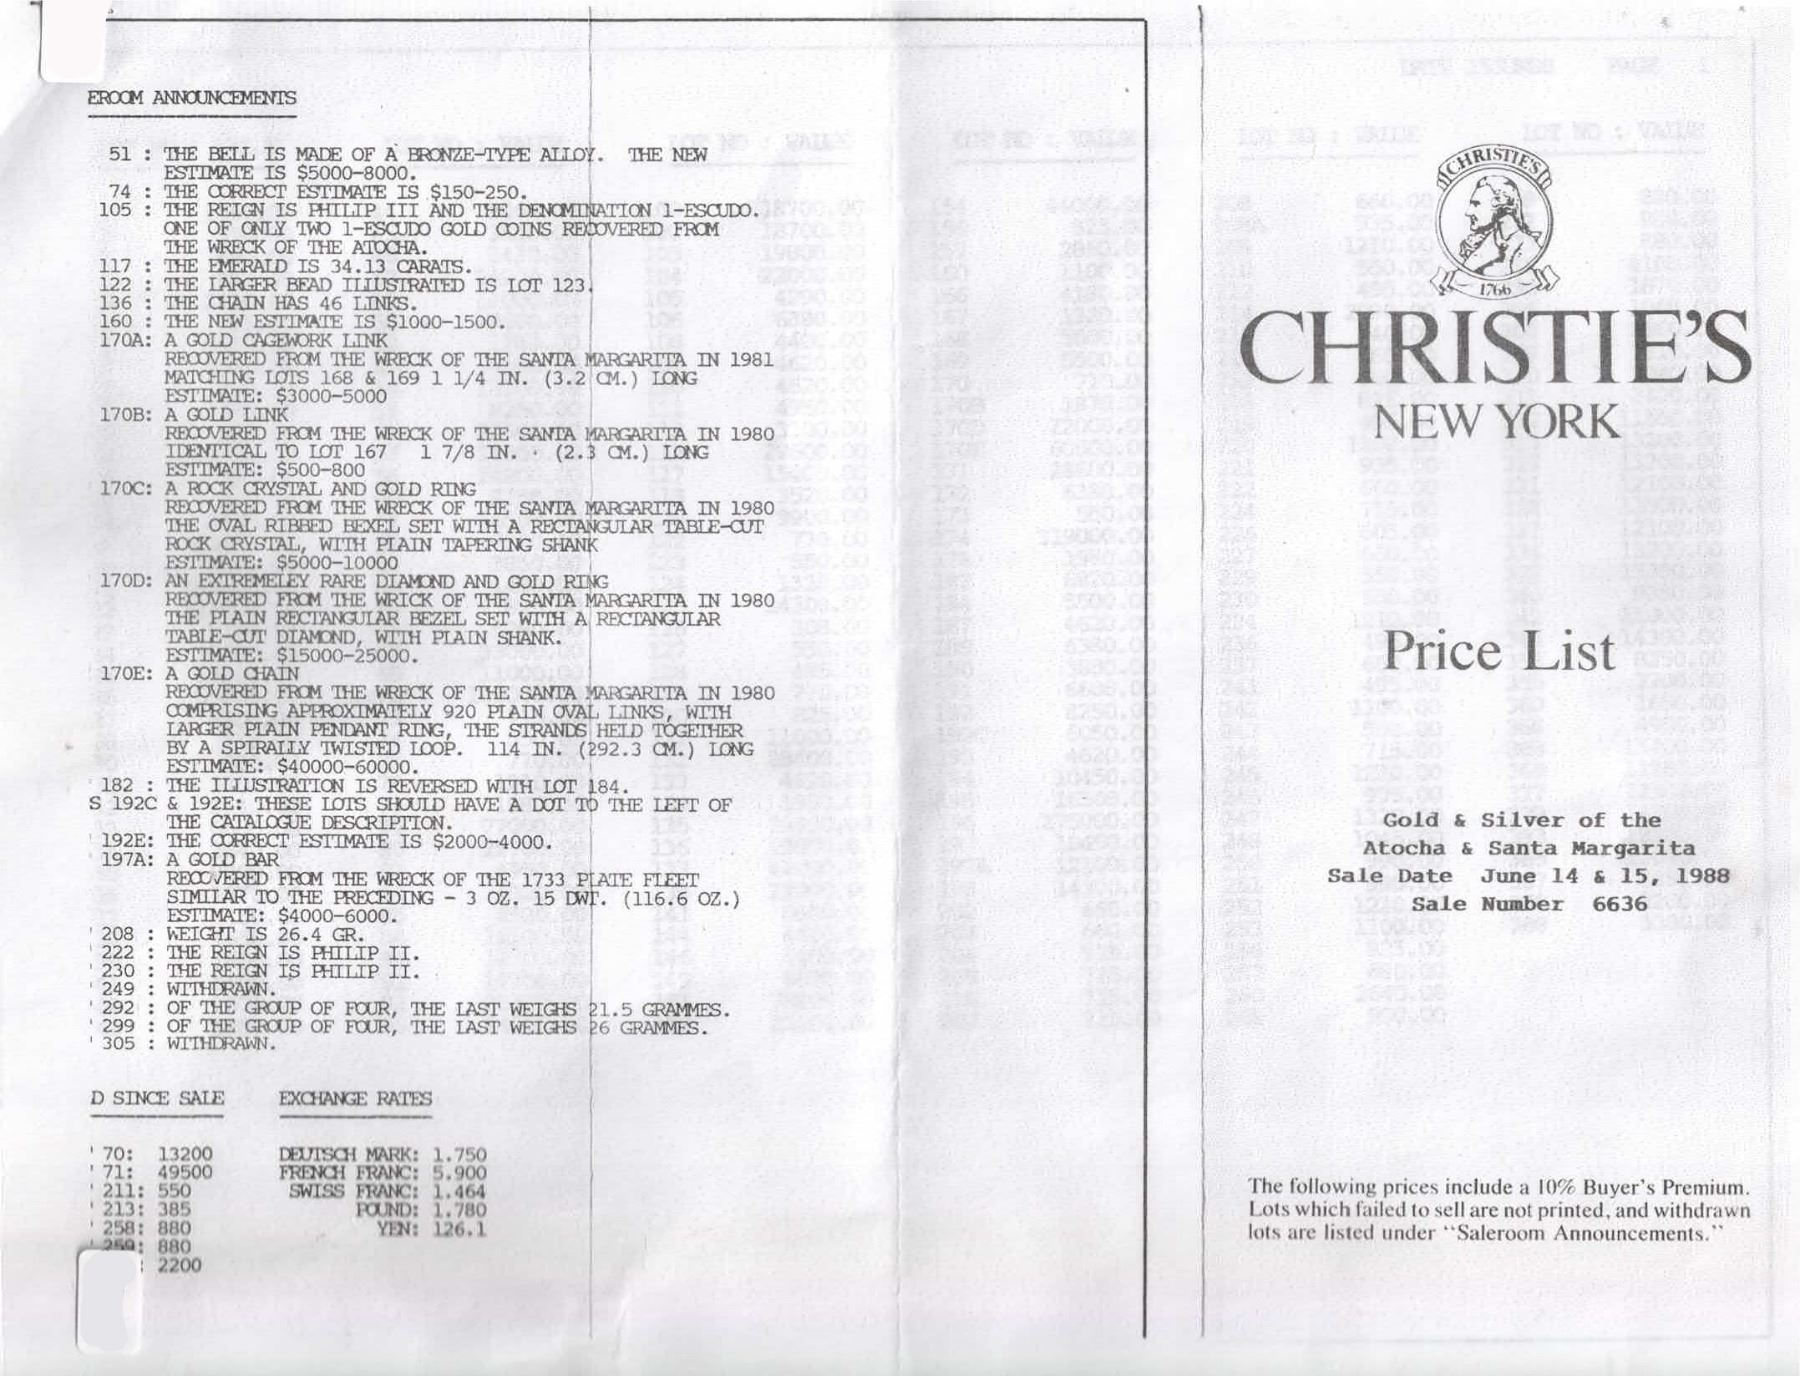 EROOM ANNOUNCEMENTS
51 : THE BELL IS MADE OF A BRONZE-TYPE ALLOY. THE NEW
ESTIMATE IS $5000-8000.
74 : THE CORRECT ESTIMATE IS $150-250.
105 : THE REIGN IS PHILIP III AND THE DENOMINATION 1-ESCUDO.
ONE OF ONLY TWO 1-ESCUDO GOLD COINS RECOVERED FROM
THE WRECK OF THE ATOCHA.
117 : THE EMERALD IS 34.13 CARATS.
122 : THE LARGER BEAD ILLUSTRATED IS LOT 123.
136 : THE CHAIN HAS 46 LINKS.
160 : THE NEW ESTIMATE IS $1000-1500.
170A: A GOLD CAGEWORK LINK
RECOVERED FROM THE WRECK OF THE SANTA MARGARITA IN 1981
MATCHING LOTS 168 & 169 1 1/4 IN. (3.2 CM.) LONG
ESTIMATE: $3000-5000
170B: A GOLD LINK
RECOVERED FROM THE WRECK OF THE SANTA MARGARITA IN 1980
IDENTICAL TO LOT 167 1 7/8 IN. (2.3 CM.) LONG
ESTIMATE: $500-800
170C: A ROCK CRYSTAL AND GOLD RING
RECOVERED FROM THE WRECK OF THE SANTA MARGARITA IN 1980
THE OVAL RIBBED BEXEL SET WITH A RECTANGULAR TABLE-CUT
ROCK CRYSTAL, WITH PLAIN TAPERING SHANK
ESTIMATE: $5000-10000
170D: AN EXTREMELEY RARE DIAMOND AND GOLD RING
RECOVERED FROM THE WRICK OF THE SANTA MARGARITA IN 1980
THE PLAIN RECTANGULAR BEZEL SET WITH A RECTANGULAR
TABLE-CUT DIAMOND, WITH PLAIN SHANK.
ESTIMATE: $15000-25000.
170E: A GOLD CHAIN
RECOVERED FROM THE WRECK OF THE SANTA MARGARITA IN 1980
COMPRISING APPROXIMATELY 920 PLAIN OVAL LINKS, WITH
LARGER PLAIN PENDANT RING, THE STRANDS HELD TOGETHER
BY A SPIRALLY TWISTED LOOP. 114 IN. (292.3 CM.) LONG
ESTIMATE: $40000-60000.
182 : THE ILLUSTRATION IS REVERSED WITH LOT 184.
S 192C & 192E: THESE LOTS SHOULD HAVE A DOT TO THE LEFT OF
THE CATALOGUE DESCRIPTION.
' 192E: THE CORRECT ESTIMATE IS $2000-4000.
' 197A: A GOLD BAR
RECOVERED FROM THE WRECK OF THE 1733 PLATE FLEET
SIMILAR TO THE PRECEDING - 3 OZ. 15 DWT. (116.6 OZ.)
ESTIMATE: $4000-6000.
' 208 : WEIGHT IS 26.4 GR.
' 222 : THE REIGN IS PHILIP II.
' 230 : THE REIGN IS PHILIP II.
' 249 : WITHDRAWN.
' 292 : OF THE GROUP OF FOUR, THE LAST WEIGHS 21.5 GRAMMES.
' 299 : OF THE GROUP OF FOUR, THE LAST WEIGHS 26 GRAMMES.
' 305 : WITHDRAWN.
D SINCE SALE
' 70: 13200
' 71: 49500
' 211: 550
' 213: 385
' 258: 880
' 259: 880
: 2200
EXCHANGE RATES
DEUTSCH MARK: 1.750
FRENCH FRANC: 5.900
SWISS FRANC: 1.464
POUND: 1.780
YEN: 126.1
CHRISTIE'S
1766
CHRISTIE'S
NEW YORK
Price List
Gold & Silver of the
Atocha & Santa Margarita
Sale Date June 14 & 15, 1988
Sale Number 6636
The following prices include a 10% Buyer's Premium.
Lots which failed to sell are not printed, and withdrawn
lots are listed under "Saleroom Announcements."